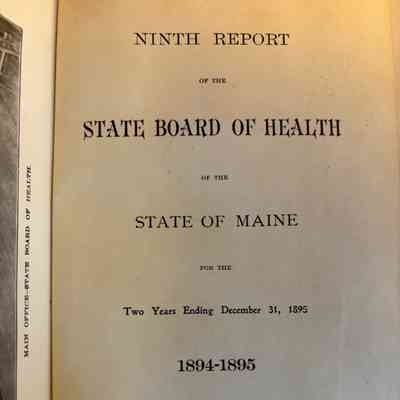 MAIN OFFICE—STATE BOARD OF HEALTH.
NINTH REPORT
OF THE
STATE BOARD OF HEALTH
OF THE
STATE OF MAINE
FOR THE
Two Years Ending December 31, 1895
1894-1895